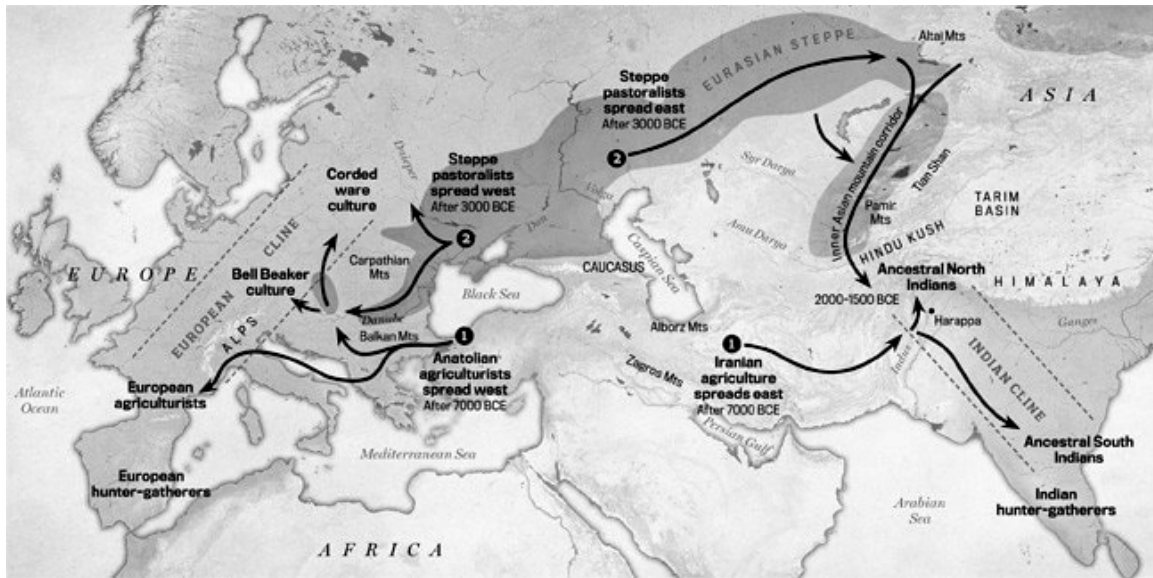 EURASIAN STEPPE
Altai Mts
ASIA
Steppe
pastoralists
spread east
After 3000 BCE
2
Dnieper
Steppe
pastoralists
spread west
After 3000 BCE
2
Corded
ware
culture
EUROPEAN CLINE
EUROPE
Bell Beaker
culture
Carpathian
Mts
Volga
Don
Syr Darya
Amu Darya
Inner Asian mountain corridor
Tian Shan
Pamir
Mts
TARIM
BASIN
HINDU KUSH
HIMALAYA
CAUCASUS
Caspian Sea
Black Sea
ALPS
Danube
Balkan Mts
1
Anatolian
agriculturists
spread west
After 7000 BCE
Alborz Mts
Zagros Mts
1
Iranian
agriculture
spreads east
After 7000 BCE
2000-1500 BCE
Ancestral North
Indians
Harappa
Ganges
Indus
INDIAN CLINE
Atlantic
Ocean
European
agriculturists
European
hunter-gatherers
Mediterranean Sea
Persian Gulf
Ancestral South
Indians
Indian
hunter-gatherers
Arabian
Sea
AFRICA